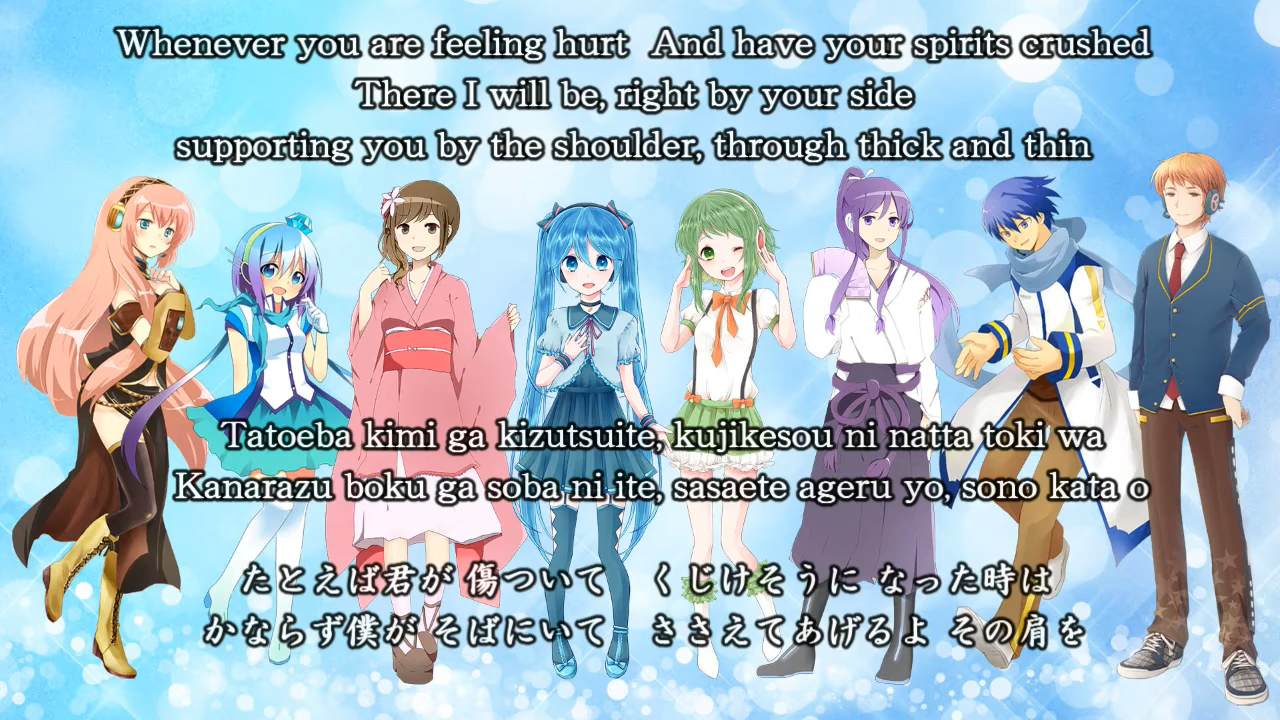 Whenever you are feeling hurt  And have your spirits crushed
There I will be, right by your side
supporting you by the shoulder, through thick and thin
Tatoeba kimi ga kizutsuite, kujikesou ni natta toki wa
Kanarazu boku ga soba ni ite, sasaete ageru yo, sono kata o
たとえば君が 傷ついて　くじけそうに なった時は
かならず僕が そばにいて　ささえてあげるよ その肩を